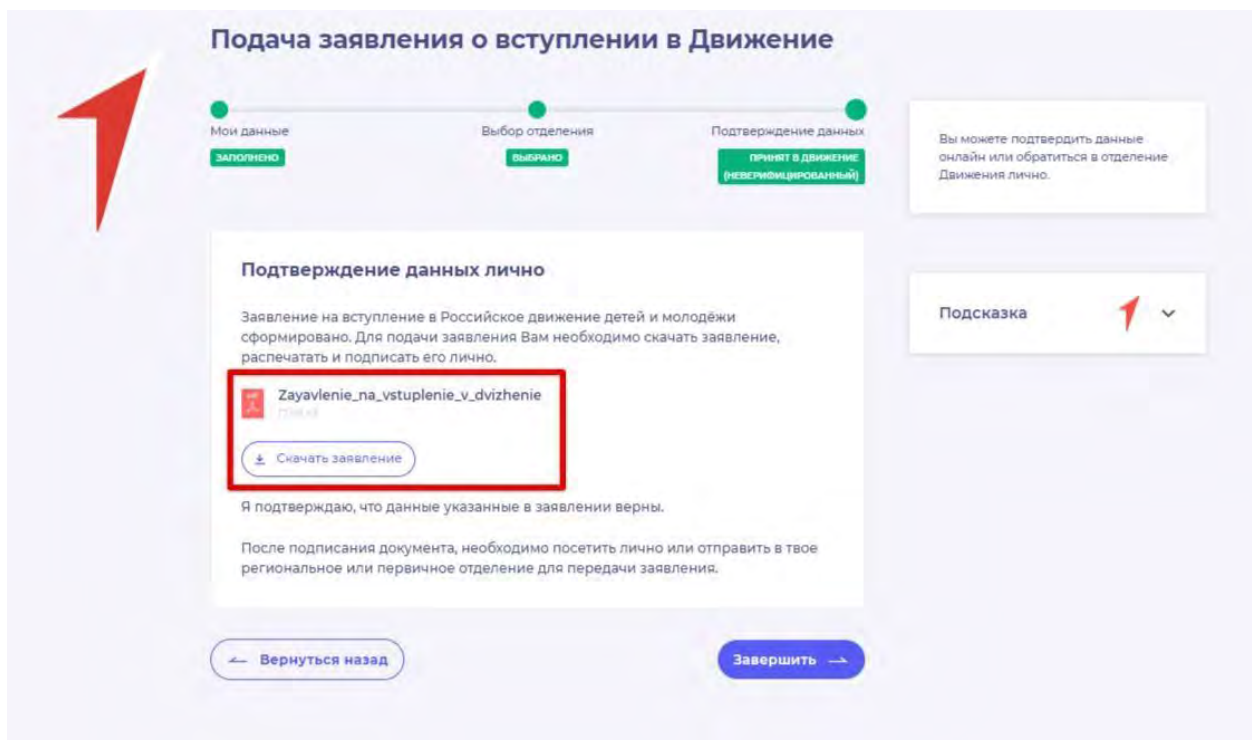 Подача заявления о вступлении в Движение
Мои данные
ЗАПОЛНЕНО
Выбор отделения
ВЫБРАНО
Подтверждение данных
ПРИНЯТ В ДВИЖЕНИЕ
(НЕВЕРИФИЦИРОВАННЫЙ)
Вы можете подтвердить данные
онлайн или обратиться в отделение
Движения лично.
Подтверждение данных лично
Заявление на вступление в Российское движение детей и молодёжи
сформировано. Для подачи заявления Вам необходимо скачать заявление,
распечатать и подписать его лично.
Zayavlenie_na_vstuplenie_v_dvizhenie
Скачать заявление
Я подтверждаю, что данные указанные в заявлении верны.
После подписания документа, необходимо посетить лично или отправить в твое
региональное или первичное отделение для передачи заявления.
Подсказка
Вернуться назад
Завершить